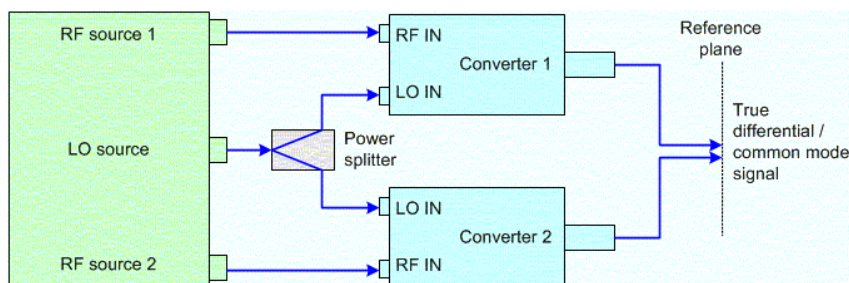 RF source 1
LO source
RF source 2
Power
splitter
RF IN
Converter 1
LO IN
LO IN
Converter 2
RF IN
Reference
plane
True
differential /
common mode
signal